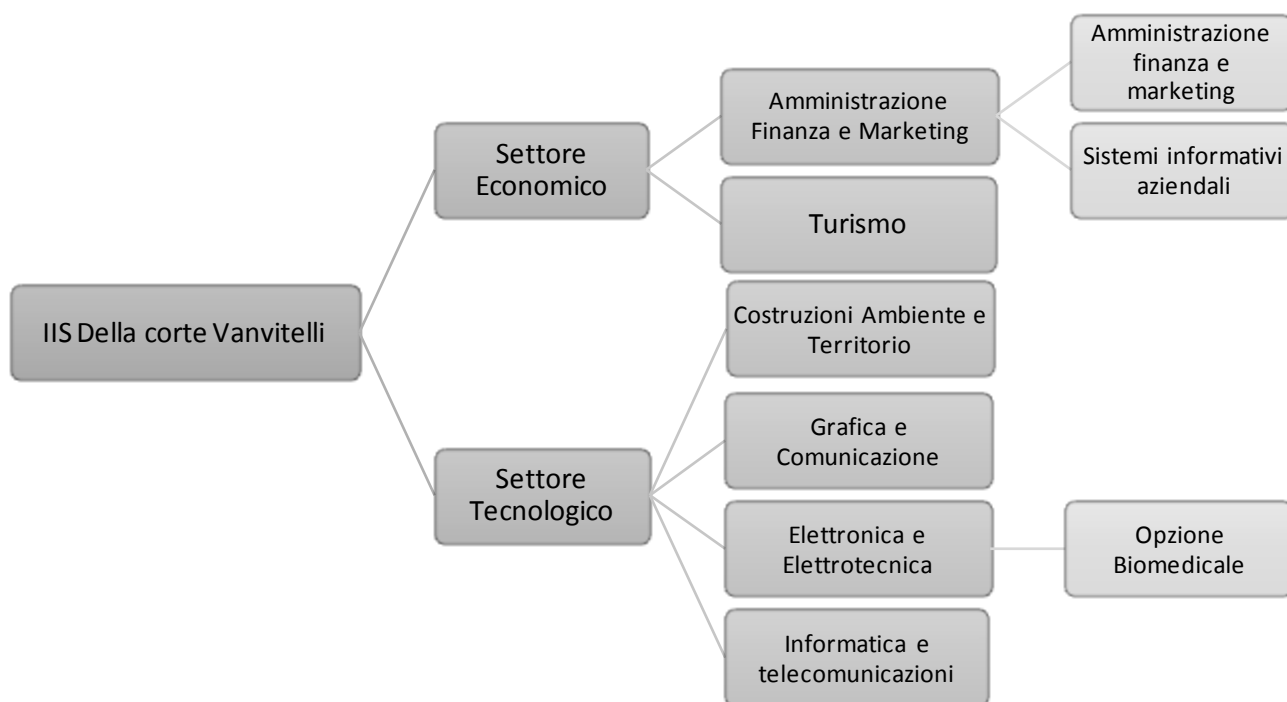 IIS Della corte Vanvitelli
Settore
Economico
Amministrazione
Finanza e Marketing
Amministrazione
finanza e
marketing
Sistemi informativi
aziendali
Turismo
Settore
Tecnologico
Costruzioni Ambiente e
Territorio
Grafica e
Comunicazione
Elettronica e
Elettrotecnica
Opzione
Biomedicale
Informatica e
telecomunicazioni